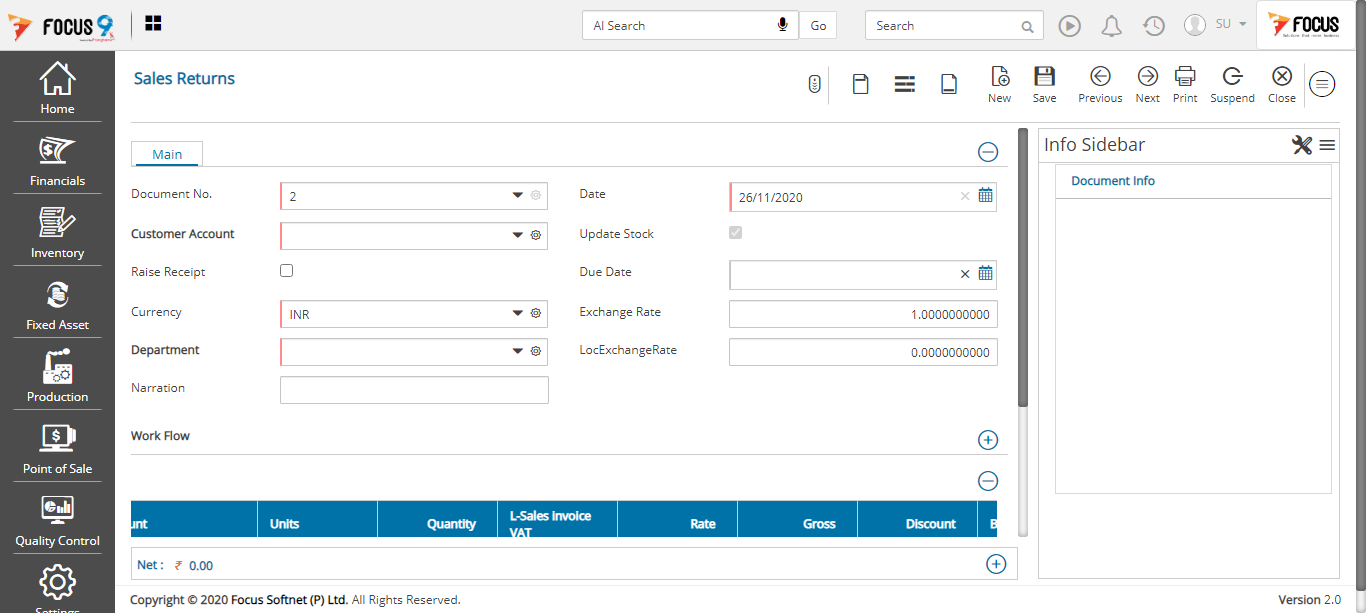 FOCUS 9
AI Search
Go
Search
SU
FOCUS
Home
Financials
Inventory
Fixed Asset
Production
Point of Sale
Quality Control
Settings
Sales Returns
New
Save
Previous
Next
Print
Suspend
Close
Main
Document No.
2
Date
26/11/2020
Customer Account
Update Stock
Raise Receipt
Due Date
Currency
INR
Exchange Rate
1.0000000000
Department
LocExchangeRate
0.0000000000
Narration
Work Flow
unt
Units
Quantity
L-Sales Invoice
VAT
Rate
Gross
Discount
B
Net : ₹ 0.00
Info Sidebar
Document Info
Copyright © 2020 Focus Softnet (P) Ltd. All Rights Reserved.
Version 2.0